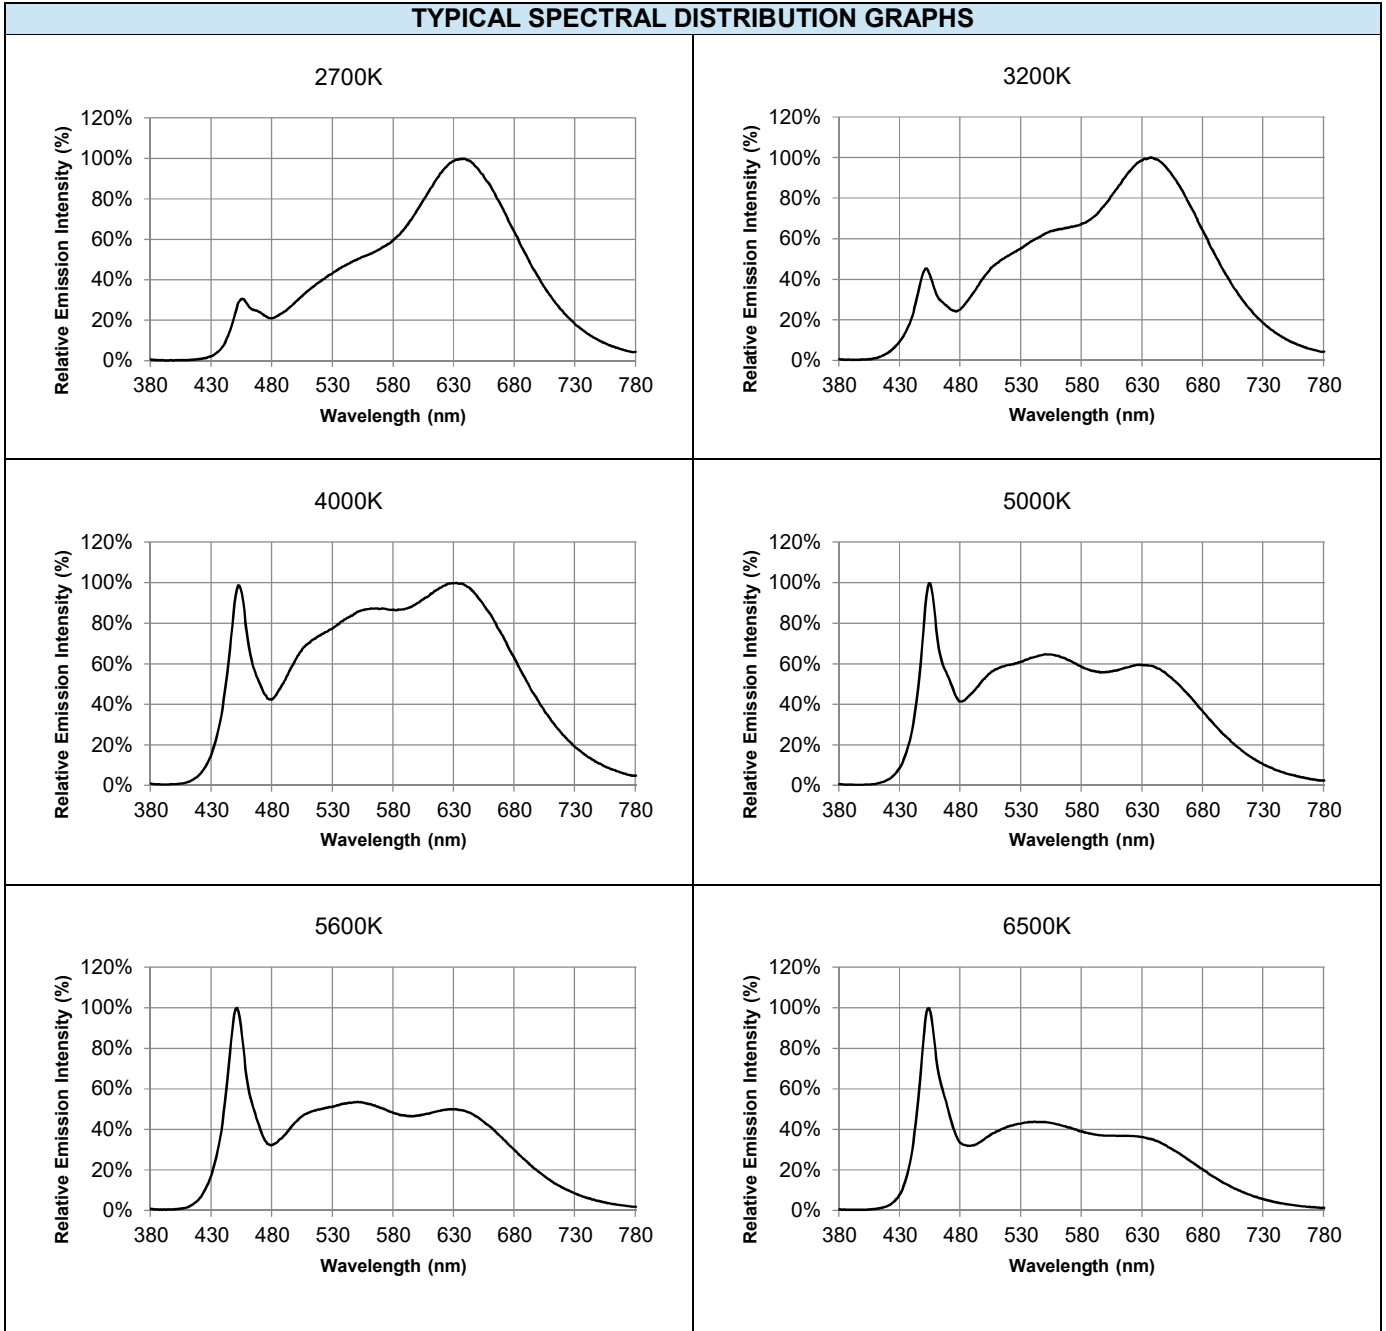 TYPICAL SPECTRAL DISTRIBUTION GRAPHS
2700K
Relative Emission Intensity (%)
120%
100%
80%
60%
40%
20%
0%
380 430 480 530 580 630 680 730 780
Wavelength (nm)
3200K
Relative Emission Intensity (%)
120%
100%
80%
60%
40%
20%
0%
380 430 480 530 580 630 680 730 780
Wavelength (nm)
4000K
Relative Emission Intensity (%)
120%
100%
80%
60%
40%
20%
0%
380 430 480 530 580 630 680 730 780
Wavelength (nm)
5000K
Relative Emission Intensity (%)
120%
100%
80%
60%
40%
20%
0%
380 430 480 530 580 630 680 730 780
Wavelength (nm)
5600K
Relative Emission Intensity (%)
120%
100%
80%
60%
40%
20%
0%
380 430 480 530 580 630 680 730 780
Wavelength (nm)
6500K
Relative Emission Intensity (%)
120%
100%
80%
60%
40%
20%
0%
380 430 480 530 580 630 680 730 780
Wavelength (nm)